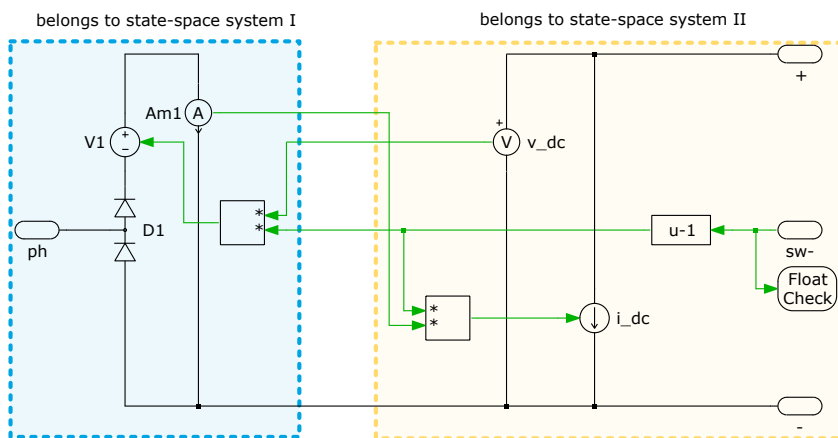 belongs to state-space system I
belongs to state-space system II
+
Am1
A
V1
+
−
+
V
v_dc
*
*
ph
D1
u-1
sw-
Float
Check
*
*
i_dc
-